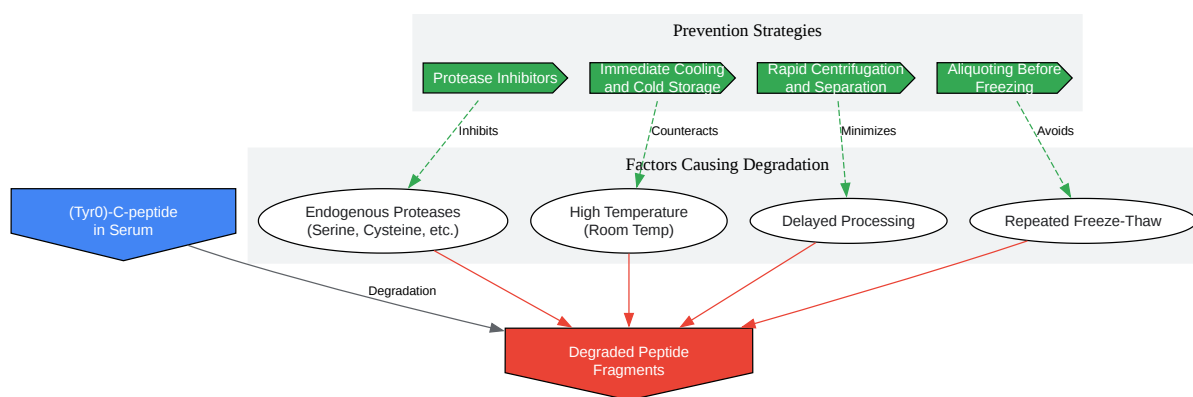 Prevention Strategies
Protease Inhibitors
Immediate Cooling
and Cold Storage
Rapid Centrifugation
and Separation
Aliquoting Before
Freezing
Inhibits
Counteracts
Minimizes
Avoids
Factors Causing Degradation
(Tyr0)-C-peptide
in Serum
Endogenous Proteases
(Serine, Cysteine, etc.)
High Temperature
(Room Temp)
Delayed Processing
Repeated Freeze-Thaw
Degradation
Degraded Peptide
Fragments